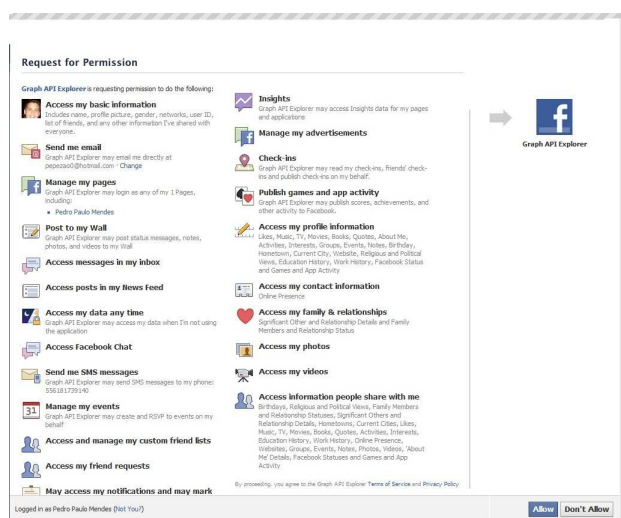 Request for Permission
Graph API Explorer is requesting permission to do the following:
Access my basic information
Includes name, profile picture, gender, networks, user ID,
list of friends, and any other information I've shared with
everyone.
Send me email
Graph API Explorer may email me directly at
pepezao0@hotmail.com · Change
Manage my pages
Graph API Explorer may login as any of my 1 Pages,
including:
Pedro Paulo Mendes
Post to my Wall
Graph API Explorer may post status messages, notes,
photos, and videos to my Wall
Access messages in my inbox
Access posts in my News Feed
Access my data any time
Graph API Explorer may access my data when I'm not using
the application
Access Facebook Chat
Send me SMS messages
Graph API Explorer may send SMS messages to my phone:
556181739140
Manage my events
Graph API Explorer may create and RSVP to events on my
behalf
31
Access and manage my custom friend lists
Access my friend requests
May access my notifications and may mark
Insights
Graph API Explorer may access Insights data for my pages
and applications
Manage my advertisements
Check-ins
Graph API Explorer may read my check-ins, friends' check-
ins and publish check-ins on my behalf.
Publish games and app activity
Graph API Explorer may publish scores, achievements, and
other activity to Facebook.
Access my profile information
Likes, Music, TV, Movies, Books, Quotes, About Me,
Activities, Interests, Groups, Events, Notes, Birthday,
Hometown, Current City, Website, Religious and Political
Views, Education History, Work History, Facebook Status
and Games and App Activity
Access my contact information
Online Presence
Access my family & relationships
Significant Other and Relationship Details and Family
Members and Relationship Status
Access my photos
Access my videos
Access information people share with me
Birthdays, Religious and Political Views, Family Members
and Relationship Statuses, Significant Others and
Relationship Details, Hometowns, Current Cities, Likes,
Music, TV, Movies, Books, Quotes, Activities, Interests,
Education History, Work History, Online Presence,
Websites, Groups, Events, Notes, Photos, Videos, 'About
Me' Details, Facebook Statuses and Games and App
Activity
By proceeding, you agree to the Graph API Explorer Terms of Service and Privacy Policy
Graph API Explorer
Logged in as Pedro Paulo Mendes (Not You?)
Allow
Don't Allow